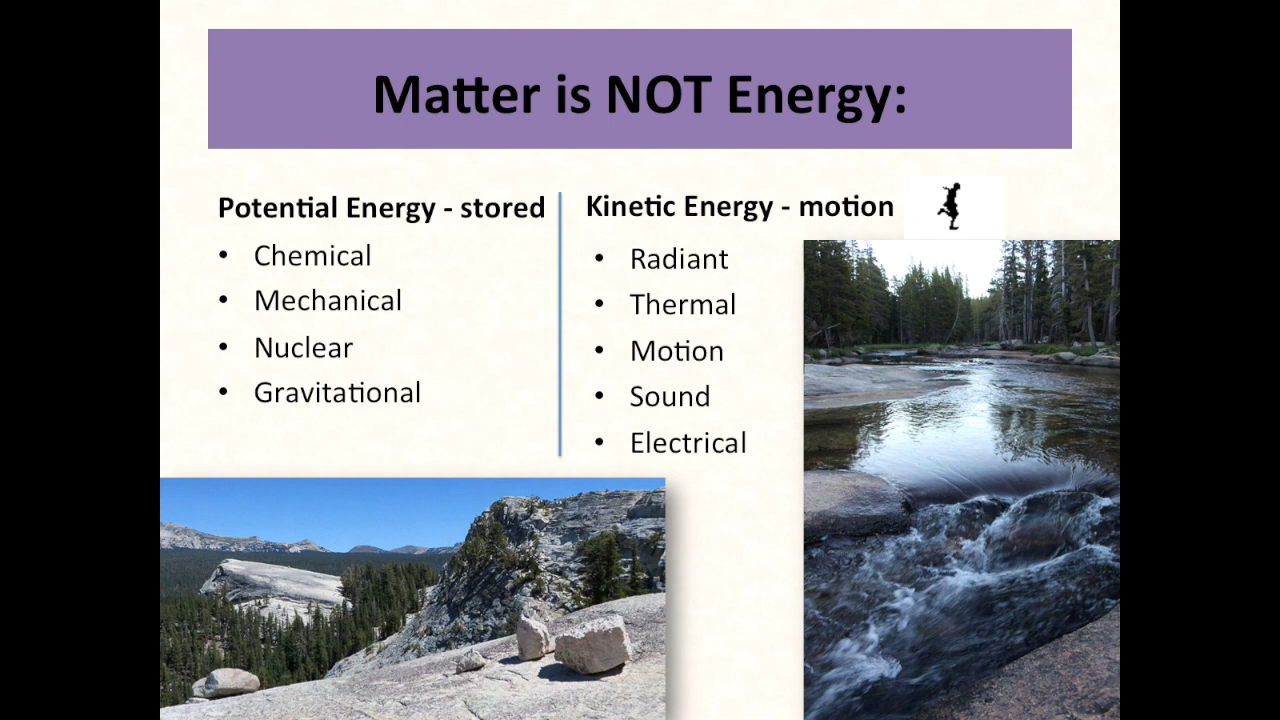 Matter is NOT Energy:
Potential Energy - stored
• Chemical
• Mechanical
• Nuclear
• Gravitational
Kinetic Energy - motion
• Radiant
• Thermal
• Motion
• Sound
• Electrical